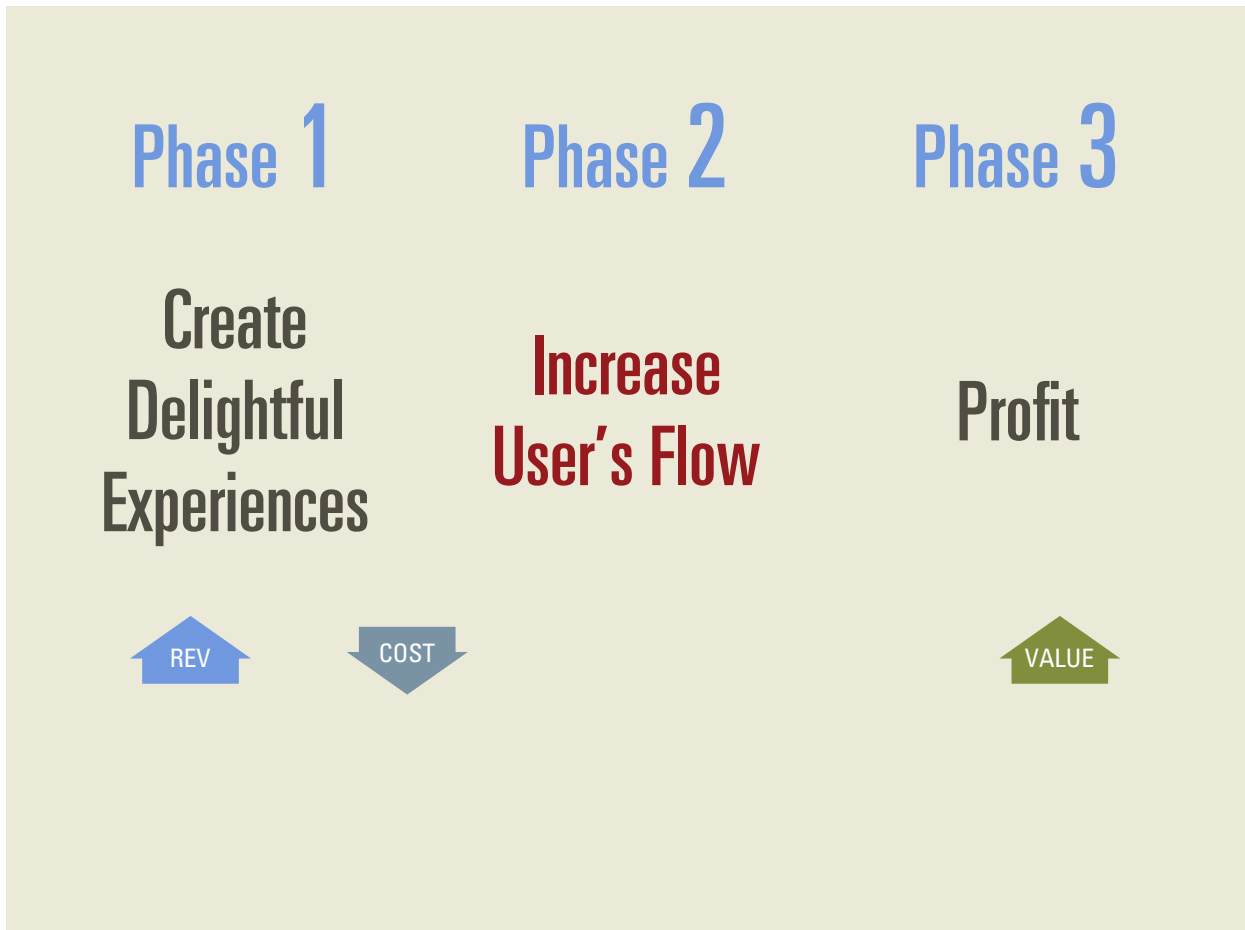 Phase 1
Phase 2
Phase 3
Create
Delightful
Experiences
Increase
User’s Flow
Profit
REV
COST
VALUE